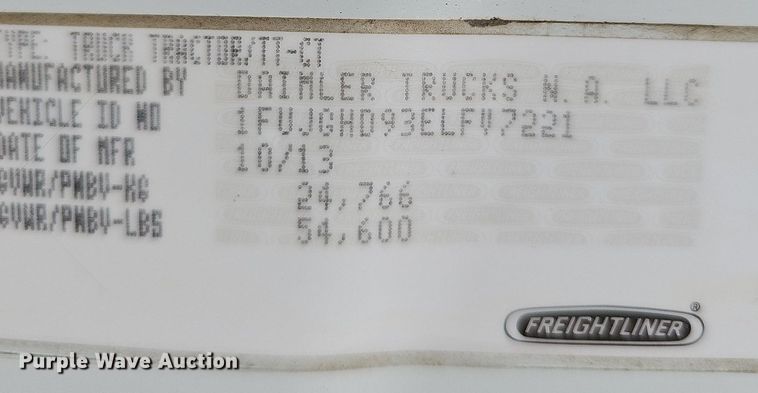 TYPE: TRUCK TRACTOR/TT-CT
MANUFACTURED BY DAIMLER TRUCKS N.A. LLC
VEHICLE ID NO 1FUJGHD93ELFV7221
DATE OF MFR 10/13
GVWR/PNBV-KG 24,766
GVWR/PNBV-LBS 54,600
FREIGHTLINER®
Purple Wave Auction